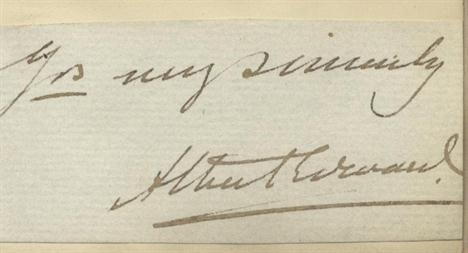 Yrs very sincerely
Albert Edward.